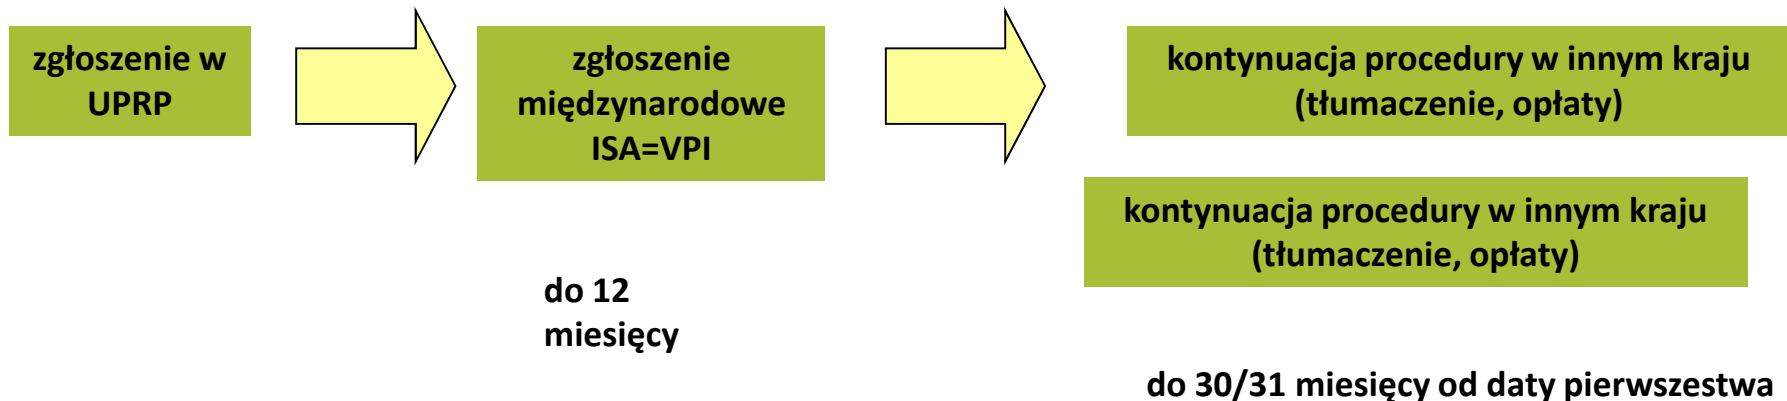 zgłoszenie w
UPRP
zgłoszenie
międzynarodowe
ISA=VPI
kontynuacja procedury w innym kraju
(tłumaczenie, opłaty)
kontynuacja procedury w innym kraju
(tłumaczenie, opłaty)
do 12
miesięcy
do 30/31 miesięcy od daty pierwszestwa